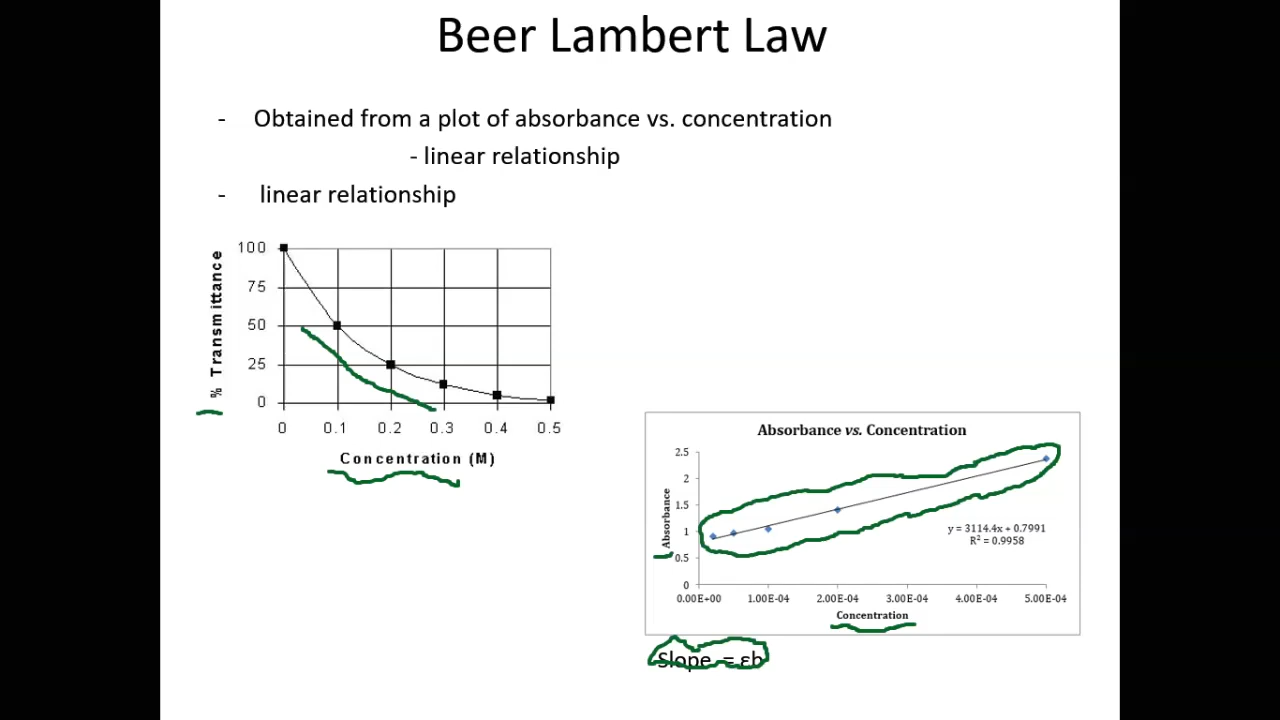 Beer Lambert Law
- Obtained from a plot of absorbance vs. concentration
- linear relationship
- linear relationship
% Transmittance
100
75
50
25
0
0 0.1 0.2 0.3 0.4 0.5
Concentration (M)
Absorbance vs. Concentration
Absorbance
2.5
2
1.5
1
0.5
0
y = 3114.4x + 0.7991
R² = 0.9958
0.00E+00 1.00E-04 2.00E-04 3.00E-04 4.00E-04 5.00E-04
Concentration
Slope = εb